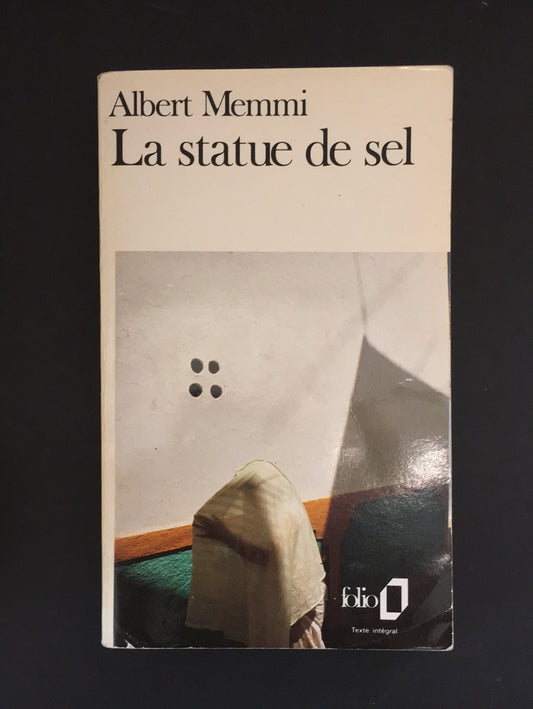 Albert Memmi
La statue de sel
folio
Texte intégral